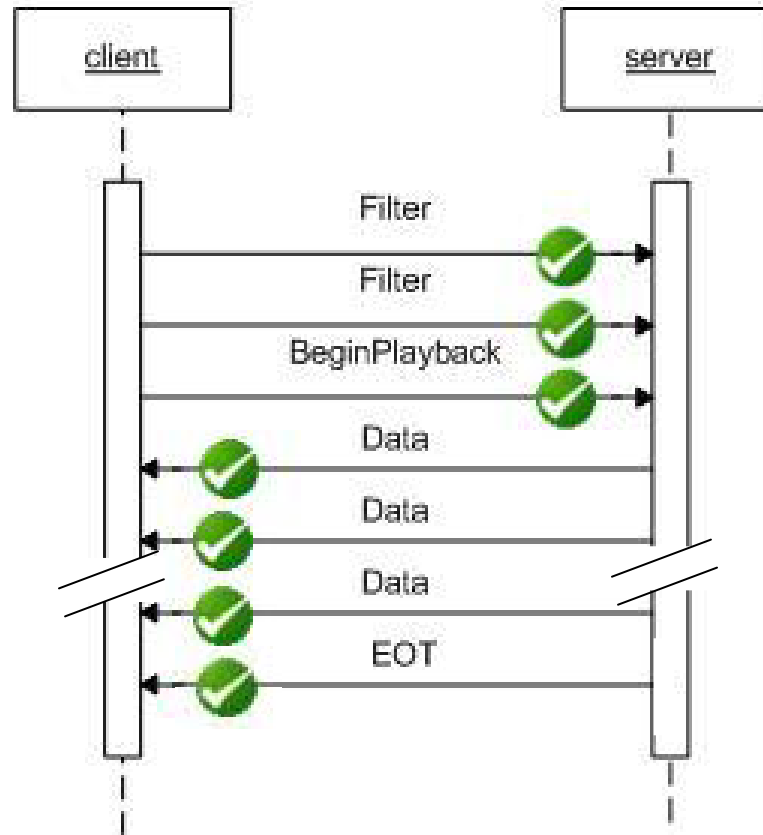 client
server
Filter
Filter
BeginPlayback
Data
Data
Data
EOT